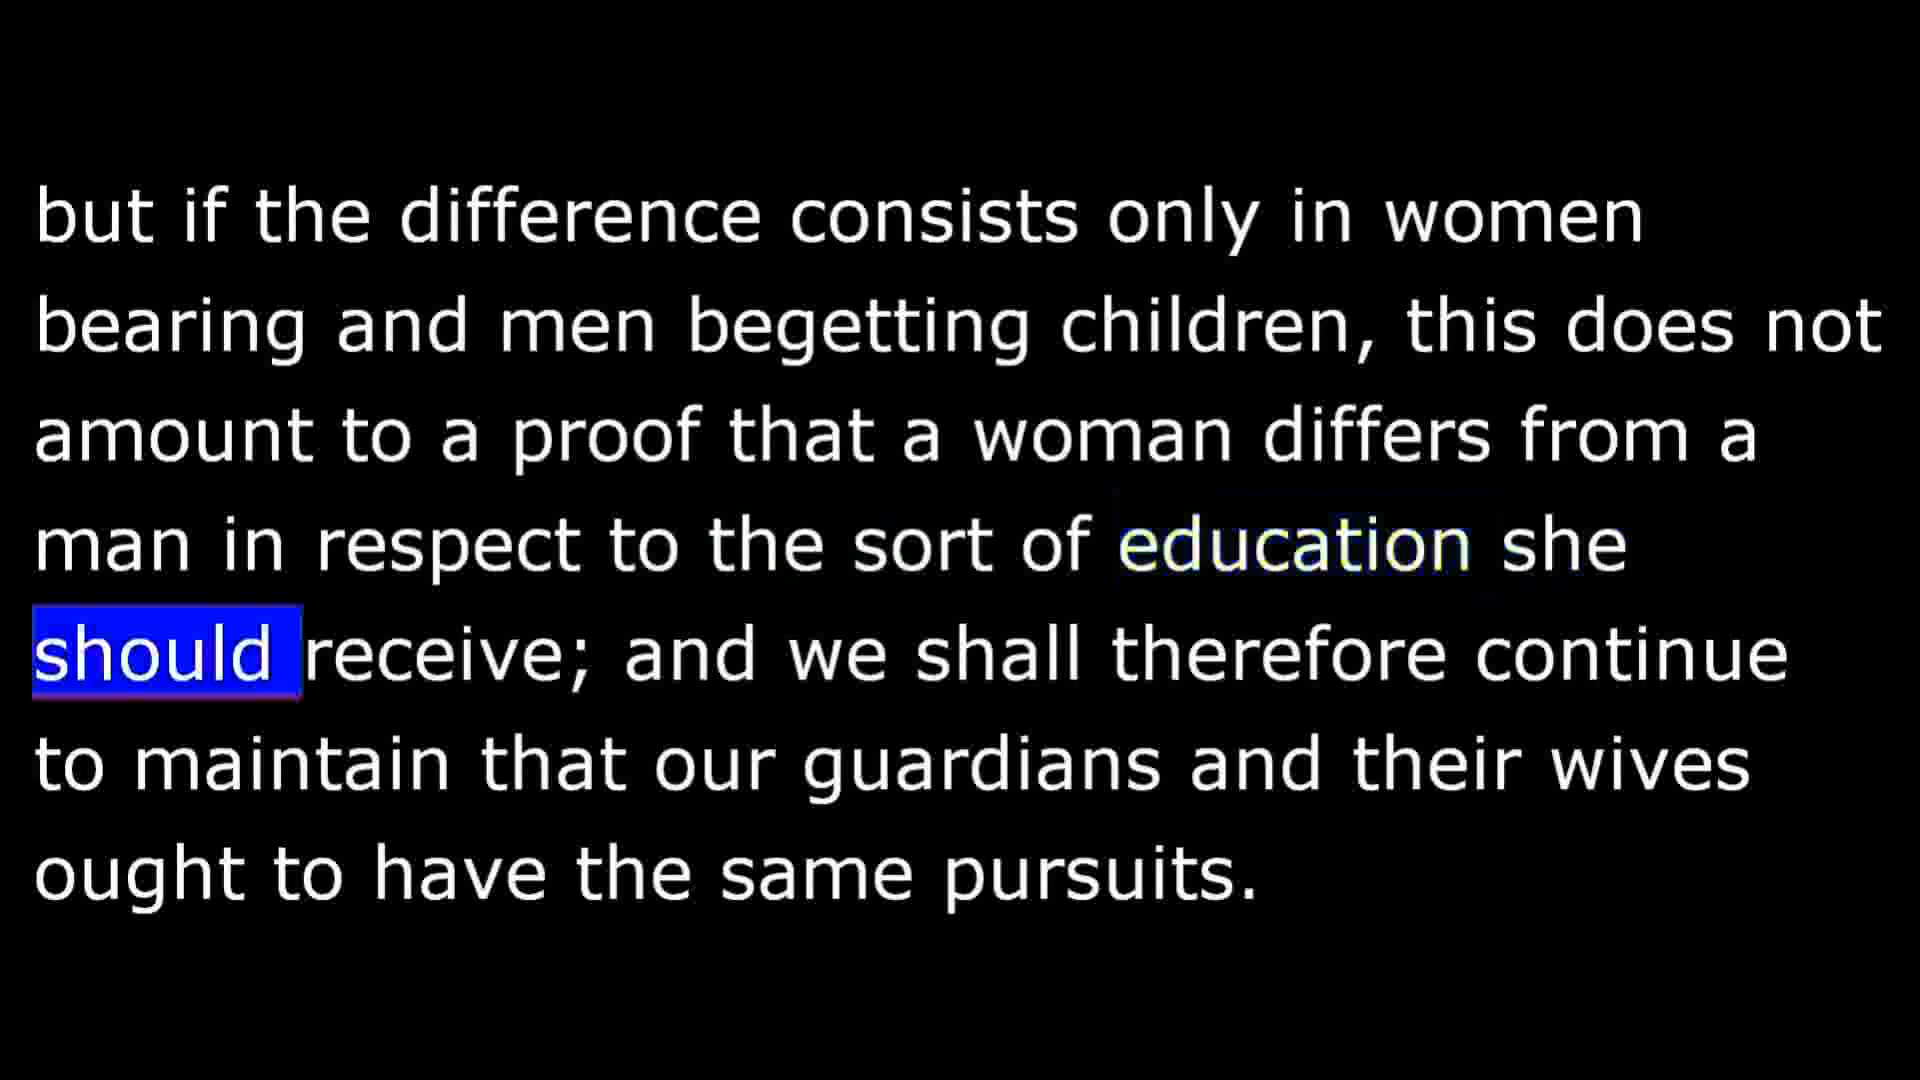 but if the difference consists only in women
bearing and men begetting children, this does not
amount to a proof that a woman differs from a
man in respect to the sort of education she
should receive; and we shall therefore continue
to maintain that our guardians and their wives
ought to have the same pursuits.